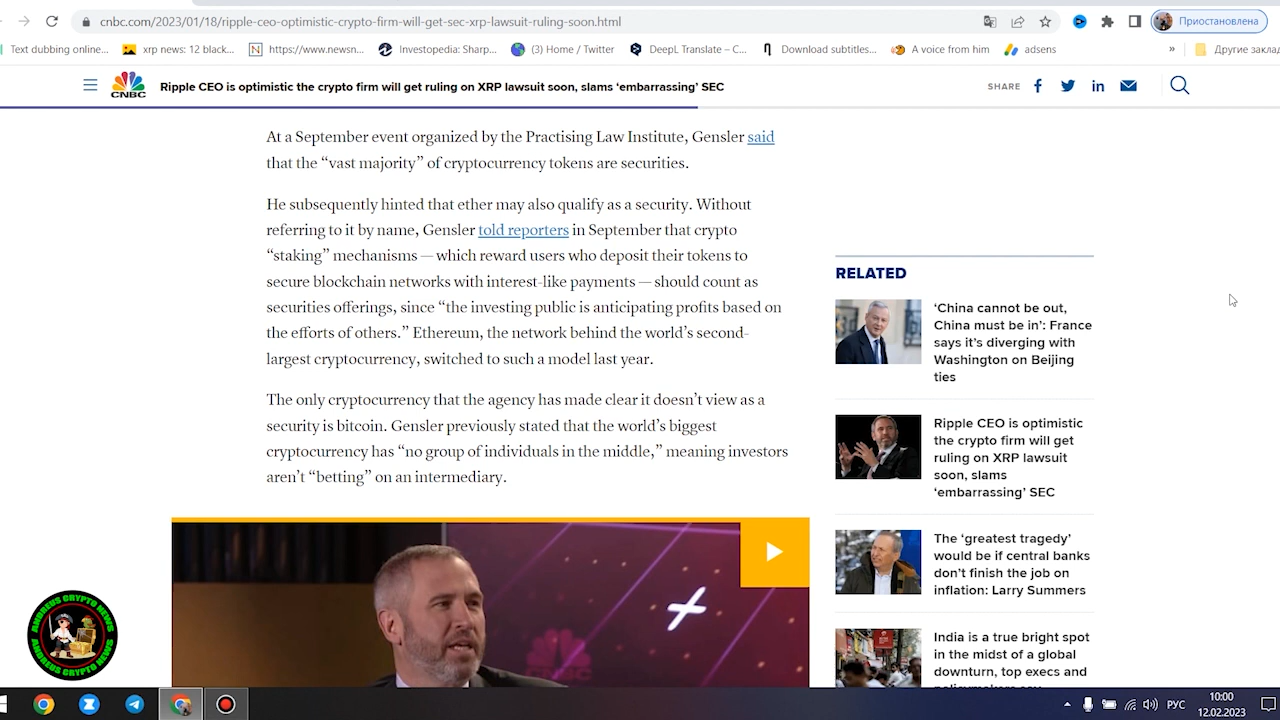 cnbc.com/2023/01/18/ripple-ceo-optimistic-crypto-firm-will-get-sec-xrp-lawsuit-ruling-soon.html
Приостановлена
Text dubbing online...
xrp news: 12 black...
https://www.newsn...
Investopedia: Sharp...
(3) Home / Twitter
DeepL Translate – C...
Download subtitles...
A voice from him
adsens
»
Другие закла
CNBC
Ripple CEO is optimistic the crypto firm will get ruling on XRP lawsuit soon, slams ‘embarrassing’ SEC
SHARE
At a September event organized by the Practising Law Institute, Gensler said
that the “vast majority” of cryptocurrency tokens are securities.
He subsequently hinted that ether may also qualify as a security. Without
referring to it by name, Gensler told reporters in September that crypto
“staking” mechanisms — which reward users who deposit their tokens to
secure blockchain networks with interest-like payments — should count as
securities offerings, since “the investing public is anticipating profits based on
the efforts of others.” Ethereum, the network behind the world’s second-
largest cryptocurrency, switched to such a model last year.
The only cryptocurrency that the agency has made clear it doesn’t view as a
security is bitcoin. Gensler previously stated that the world’s biggest
cryptocurrency has “no group of individuals in the middle,” meaning investors
aren’t “betting” on an intermediary.
RELATED
‘China cannot be out,
China must be in’: France
says it’s diverging with
Washington on Beijing
ties
Ripple CEO is optimistic
the crypto firm will get
ruling on XRP lawsuit
soon, slams
‘embarrassing’ SEC
The ‘greatest tragedy’
would be if central banks
don’t finish the job on
inflation: Larry Summers
India is a true bright spot
in the midst of a global
downturn, top execs and
ANDREUS CRYPTO NEWS
ANDREUS CRYPTO NEWS
РУС
10:00
12.02.2023